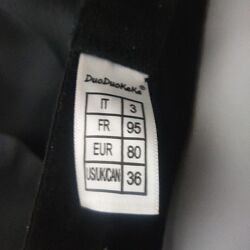 DuoDuoKeKe®
IT 3
FR 95
EUR 80
US\UK\CAN 36